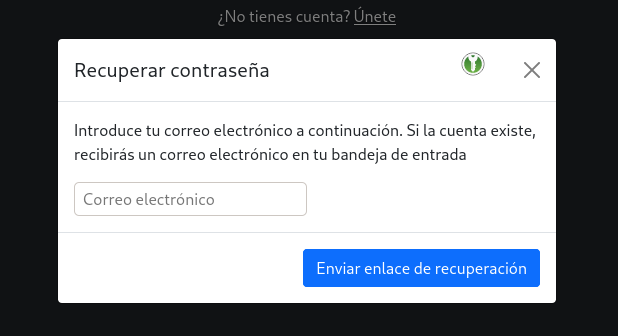 ¿No tienes cuenta? Únete
Recuperar contraseña
Introduce tu correo electrónico a continuación. Si la cuenta existe,
recibirás un correo electrónico en tu bandeja de entrada
Correo electrónico
Enviar enlace de recuperación